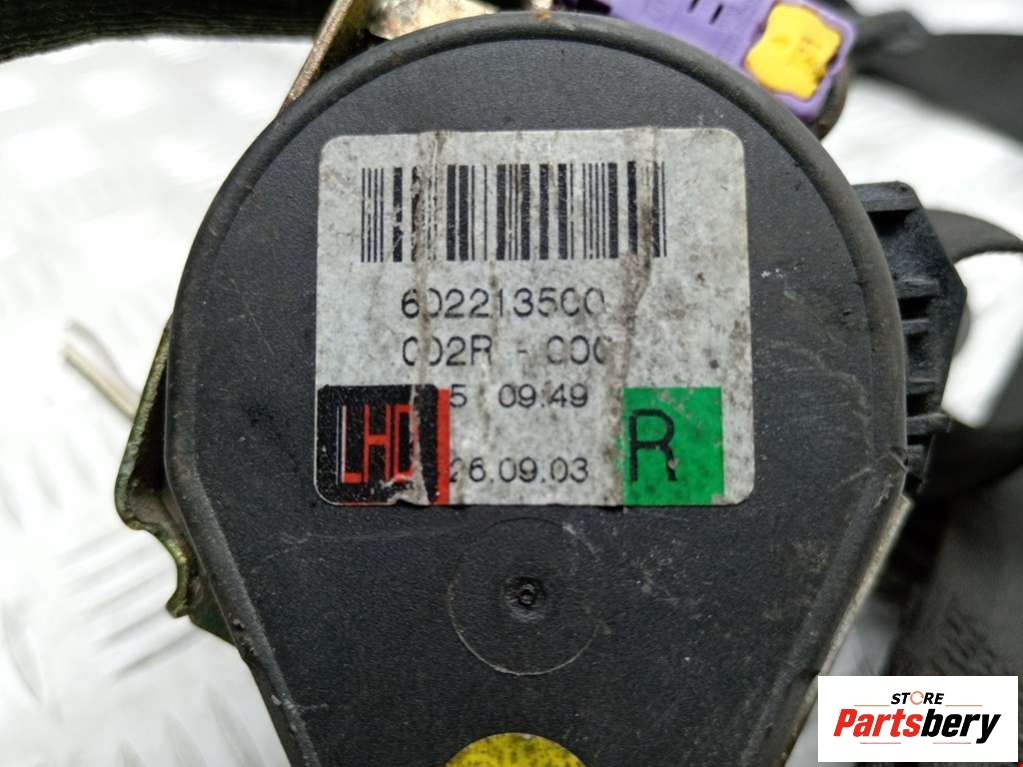 602213500
002R - 000
5 09:49
LHD
26.09.03
R
STORE
Partsbery